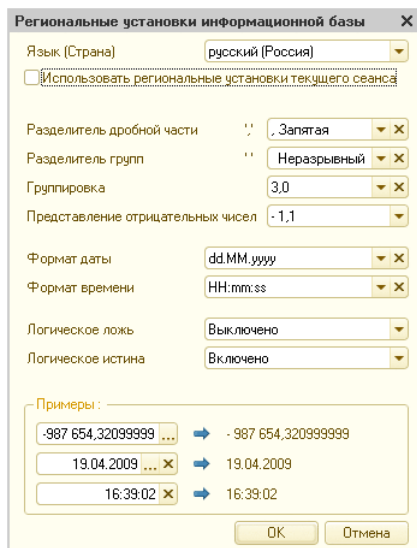 Региональные установки информационной базы
Язык (Страна) русский (Россия)
Использовать региональные установки текущего сеанса
Разделитель дробной части ',' , Запятая
Разделитель групп ' ' Неразрывный
Группировка 3,0
Представление отрицательных чисел - 1,1
Формат даты dd.MM.yyyy
Формат времени HH:mm:ss
Логическое ложь Выключено
Логическое истина Включено
Примеры :
-987 654,32099999 ... - 987 654,32099999
19.04.2009 ... 19.04.2009
16:39:02 16:39:02
OK Отмена